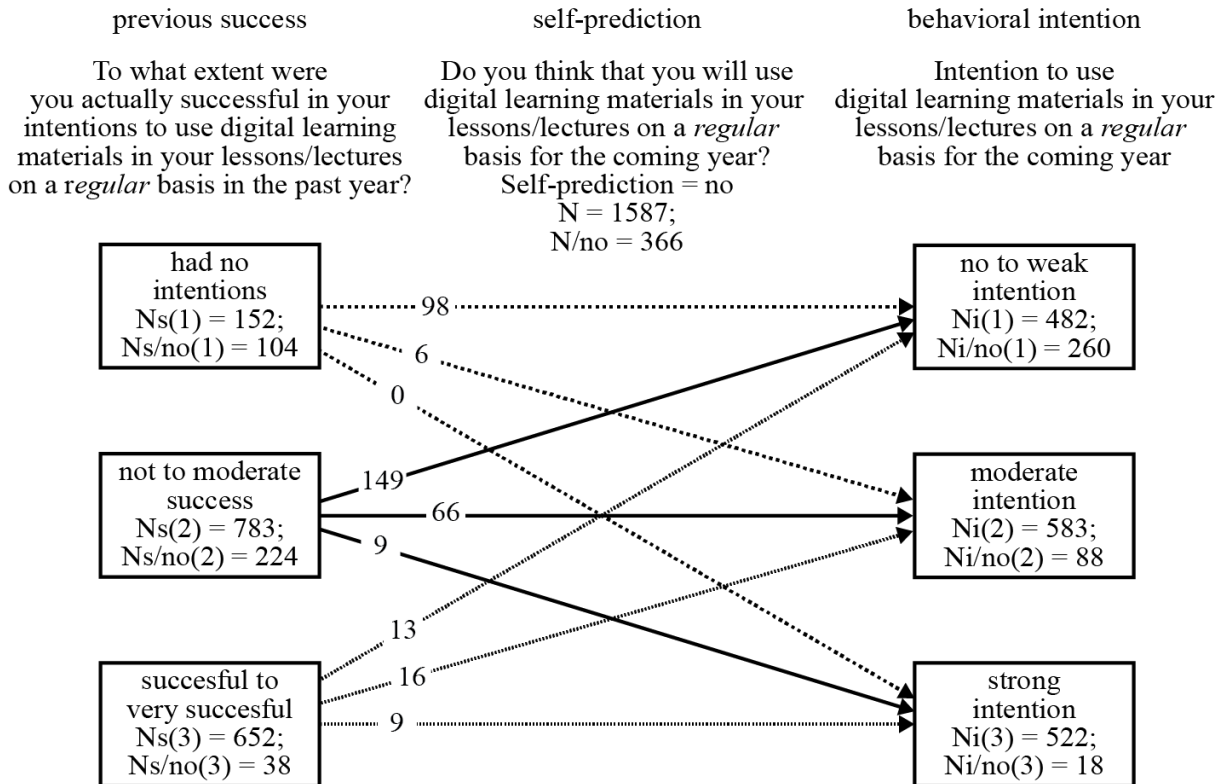 previous success
To what extent were
you actually successful in your
intentions to use digital learning
materials in your lessons/lectures
on a regular basis in the past year?
self-prediction
Do you think that you will use
digital learning materials in your
lessons/lectures on a regular
basis for the coming year?
Self-prediction = no
N = 1587;
N/no = 366
behavioral intention
Intention to use
digital learning materials in your
lessons/lectures on a regular
basis for the coming year
had no
intentions
Ns(1) = 152;
Ns/no(1) = 104
98
6
0
no to weak
intention
Ni(1) = 482;
Ni/no(1) = 260
not to moderate
success
Ns(2) = 783;
Ns/no(2) = 224
149
66
9
moderate
intention
Ni(2) = 583;
Ni/no(2) = 88
succesful to
very succesful
Ns(3) = 652;
Ns/no(3) = 38
13
16
9
strong
intention
Ni(3) = 522;
Ni/no(3) = 18